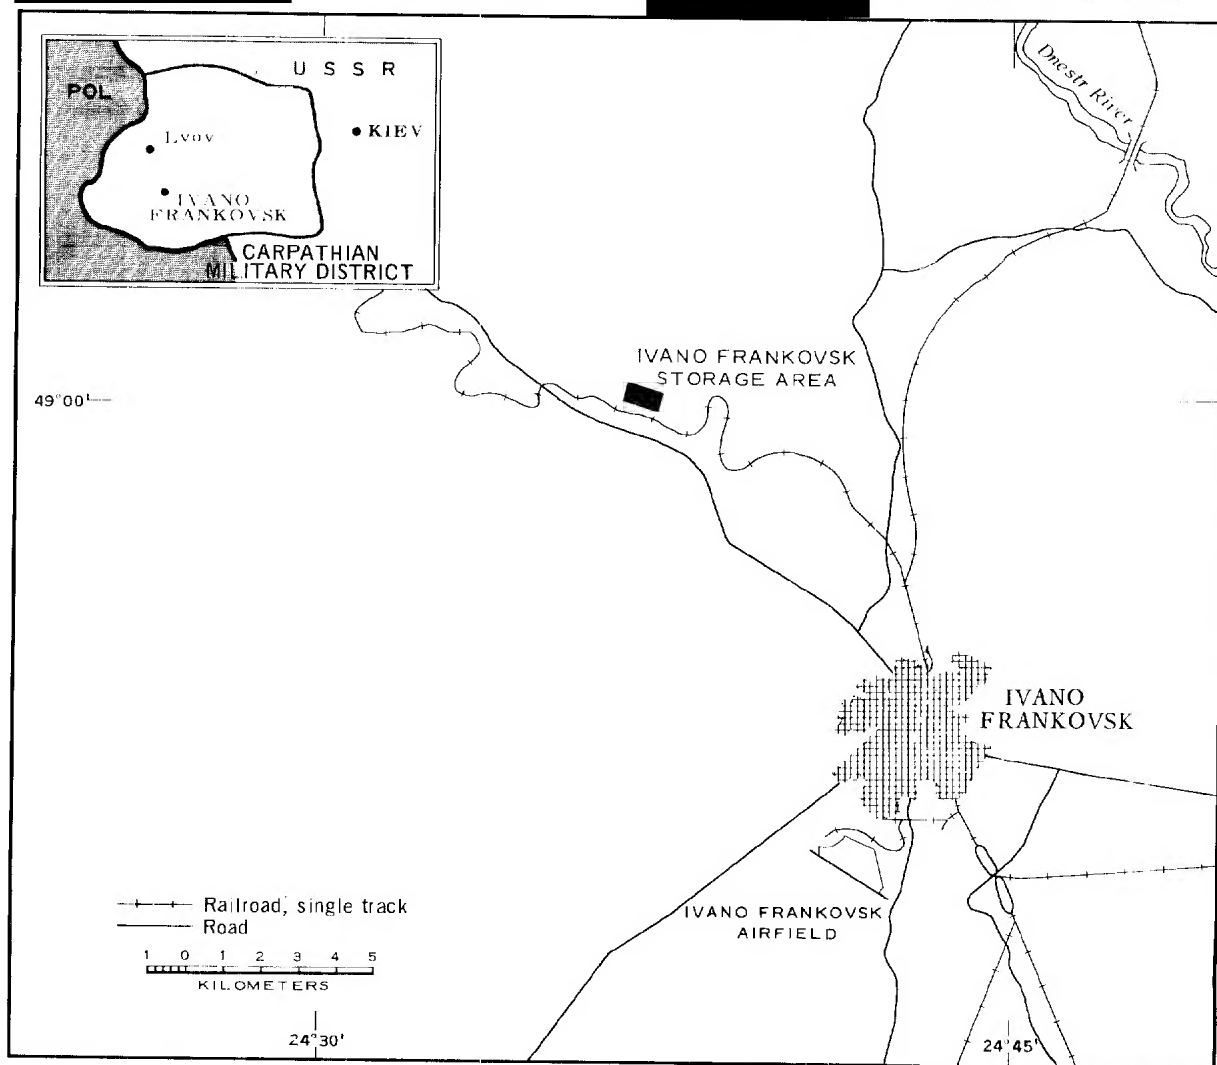 U S S R
POL
KIEV
Lvov
IVANO
FRANKOVSK
CARPATHIAN
MILITARY DISTRICT
Dnestr River
IVANO FRANKOVSK
STORAGE AREA
49°00'
IVANO
FRANKOVSK
IVANO FRANKOVSK
AIRFIELD
Railroad, single track
Road
1 0 1 2 3 4 5
KILOMETERS
24°30'
24°45'